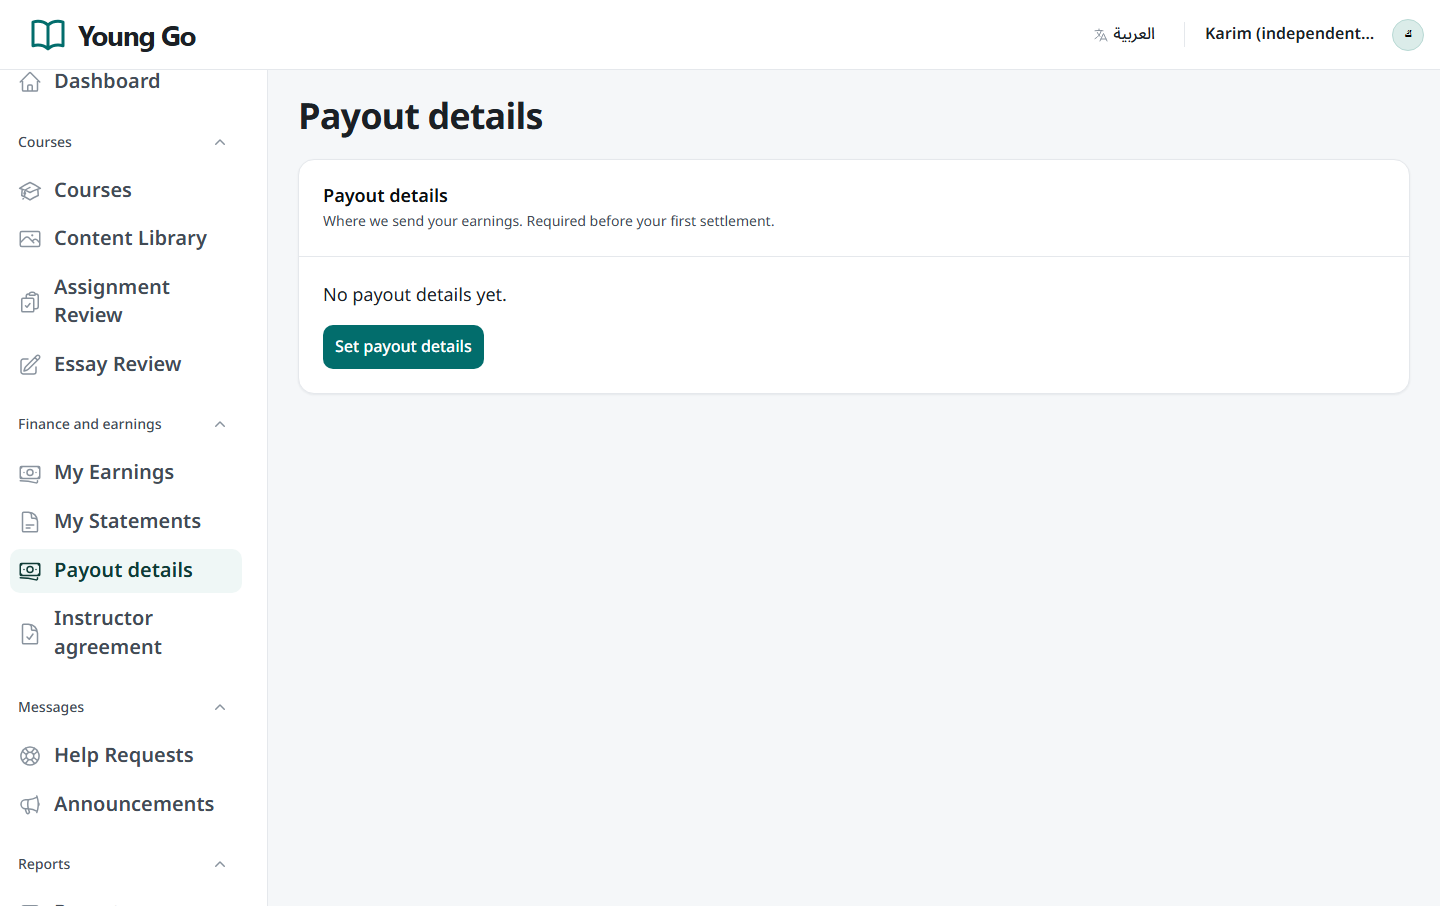 Young Go
العربية
Karim (independent...
ك
Dashboard
Courses
Courses
Content Library
Assignment
Review
Essay Review
Finance and earnings
My Earnings
My Statements
Payout details
Instructor
agreement
Messages
Help Requests
Announcements
Reports
Payout details
Payout details
Where we send your earnings. Required before your first settlement.
No payout details yet.
Set payout details